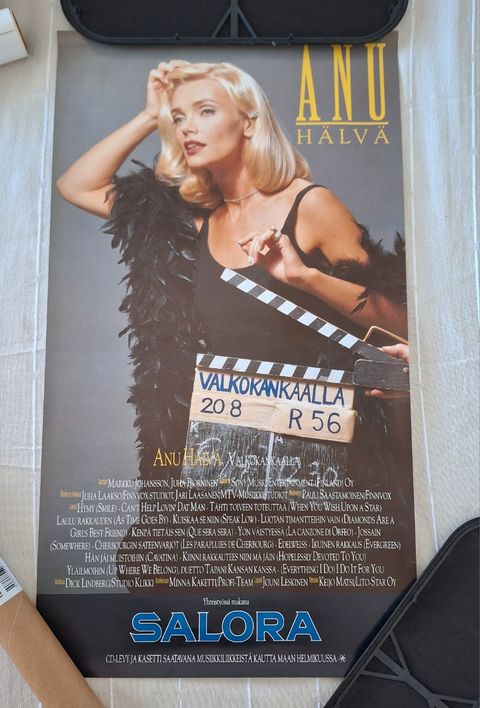 ANU
HÄLVÄ
VALKOKANKAALLA
20.8 R 56
ANU HÄLVÄ VALKOKANKAALLA
MARKKU JOHANSSON, JUHA BJÖRNINEN SONY MUSIC ENTERTAINMENT (FINLAND) OY
JUHA LAAKSO/FINNVOX STUDIOT, JARI LAASANEN/MTV-MUSIIKKISTUDIOT PAULI SAASTAMOINEN/FINNVOX
HYMY (SMILE) - CAN'T HELP LOVIN' DAT MAN - TÄHTI TOIVEEN TOTEUTTAA (WHEN YOU WISH UPON A STAR)
LAULU RAKKAUDEN (AS TIME GOES BY) - KUISKAA SE NIIN (SPEAK LOW) - LUOTAN TIMANTTEIHIN VAIN (DIAMONDS ARE A
GIRLS BEST FRIEND) - KENPÄ TIETÄIS SEN (QUE SERA SERA) - YÖN VÄISTYESSÄ (LA CANZONE DI ORFEO) - JOSSAIN
(SOMEWHERE) - CHERBOURGIN SATEENVARJOT (LES PARAPLUIES DE CHERBOURG) - EDELWEISS - IKUINEN RAKKAUS (EVERGREEN)
HÄN JÄI MUISTOIHIN (CAVATINA) - KIINNI RAKKAUTEEN NIIN MÄ JÄIN (HOPELESSLY DEVOTED TO YOU)
YLÄILMOIHIN (UP WHERE WE BELONG), DUETTO TAPANI KANSAN KANSSA - (EVERYTHING I DO) I DO IT FOR YOU
DICK LINDBERG/STUDIO KLIKKI MINNA KAKETTI/PROFI-TEAM JOUNI LESKINEN KEIJO MATSI/LITO-STAR OY
Yhteistyössä mukana
SALORA
CD-LEVY JA KASETTI SAATAVANA MUSIIKKILIIKKEISTÄ KAUTTA MAAN HELMIKUUSSA -96